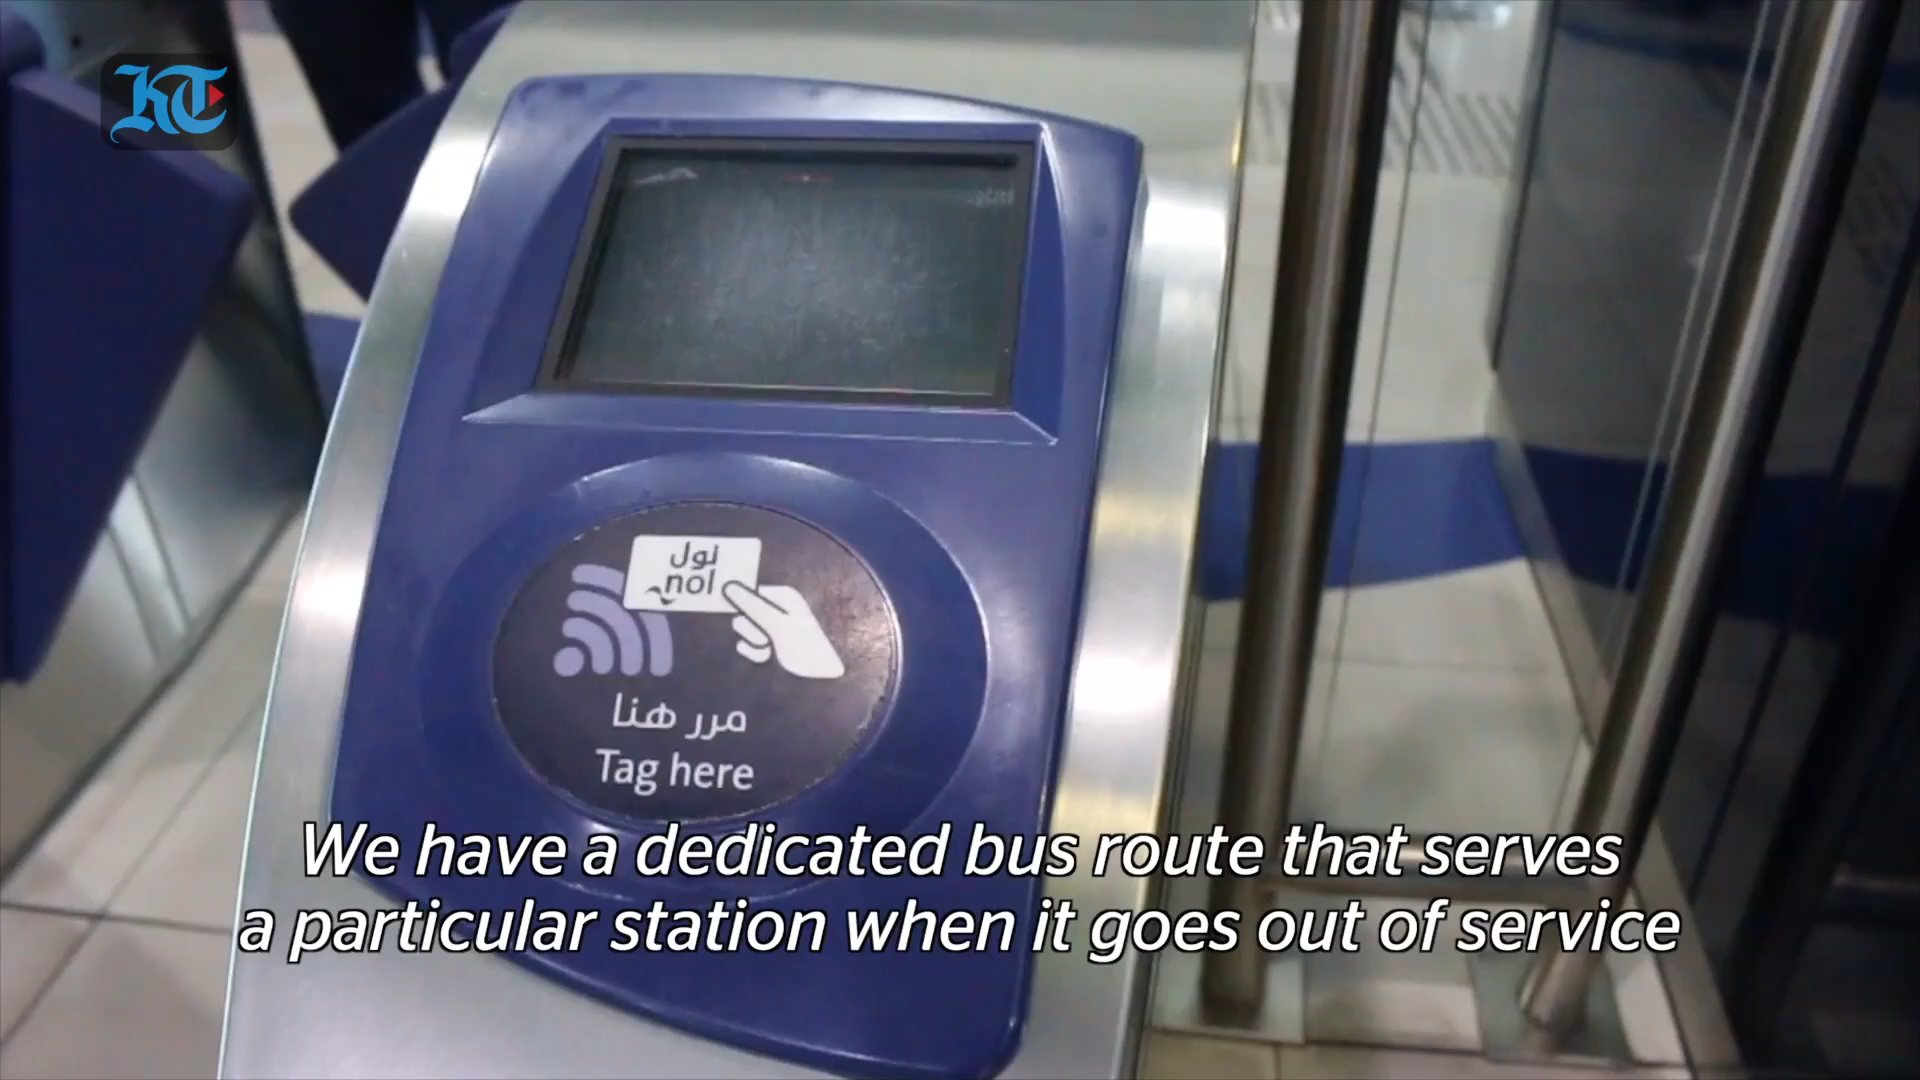 KT
نول
nol
مرر هنا
Tag here
We have a dedicated bus route that serves
a particular station when it goes out of service